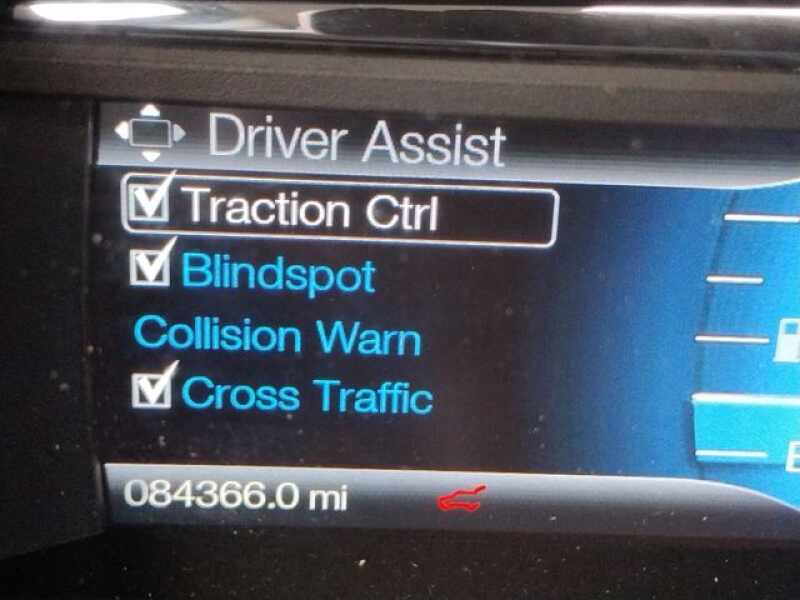 Driver Assist
Traction Ctrl
Blindspot
Collision Warn
Cross Traffic
084366.0 mi
E